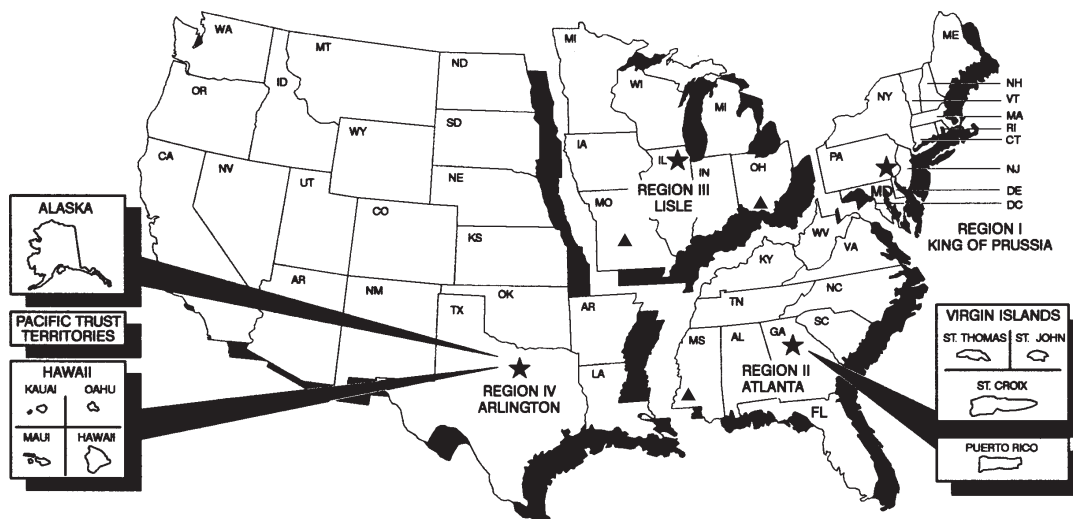 WA
MT
ND
MI
ME
OR
ID
WI
MI
NY
NH
VT
MA
RI
CT
SD
WY
IA
PA
CA
NV
UT
NE
IL
IN
OH
NJ
REGION III
LISLE
MD
DE
DC
ALASKA
CO
MO
REGION I
KING OF PRUSSIA
WV
VA
KS
KY
AR
NM
OK
TN
NC
PACIFIC TRUST
TERRITORIES
TX
AR
SC
VIRGIN ISLANDS
ST. THOMAS
ST. JOHN
MS
AL
GA
HAWAII
KAUAI
OAHU
LA
REGION II
ATLANTA
ST. CROIX
REGION IV
ARLINGTON
FL
MAUI
HAWAII
PUERTO RICO